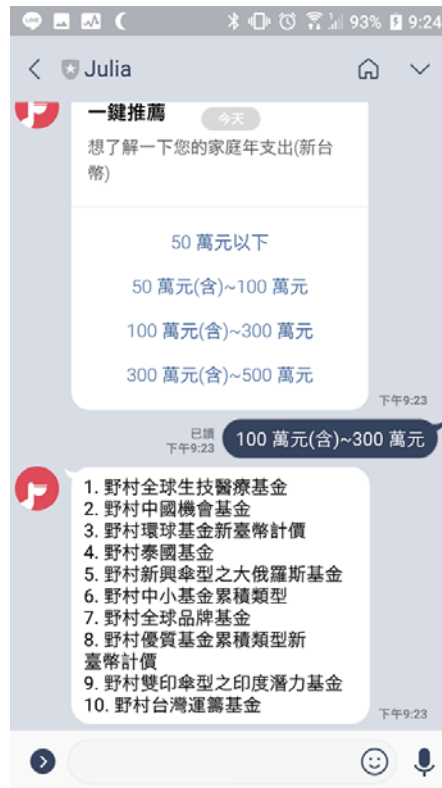 93% 9:24
Julia
一鍵推薦
今天
想了解一下您的家庭年支出(新台
幣)
50 萬元以下
50 萬元(含)~100 萬元
100 萬元(含)~300 萬元
300 萬元(含)~500 萬元
下午9:23
已讀
下午9:23
100 萬元(含)~300 萬元
1. 野村全球生技醫療基金
2. 野村中國機會基金
3. 野村環球基金新臺幣計價
4. 野村泰國基金
5. 野村新興傘型之大俄羅斯基金
6. 野村中小基金累積類型
7. 野村全球品牌基金
8. 野村優質基金累積類型新
臺幣計價
9. 野村雙印傘型之印度潛力基金
10. 野村台灣運籌基金
下午9:23